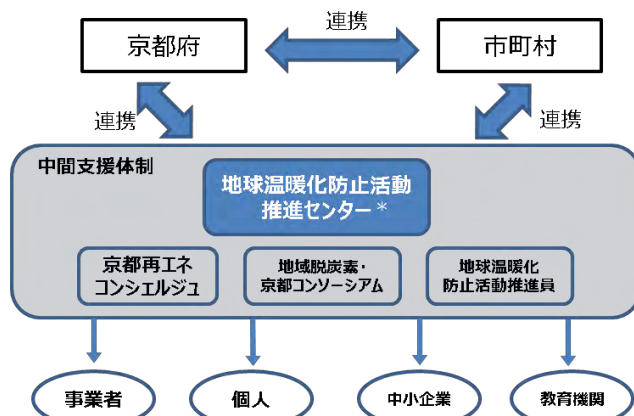 連携
京都府
市町村
連携
連携
中間支援体制
地球温暖化防止活動
推進センター*
京都再エネ
コンシェルジュ
地域脱炭素・
京都コンソーシアム
地球温暖化
防止活動推進員
事業者
個人
中小企業
教育機関